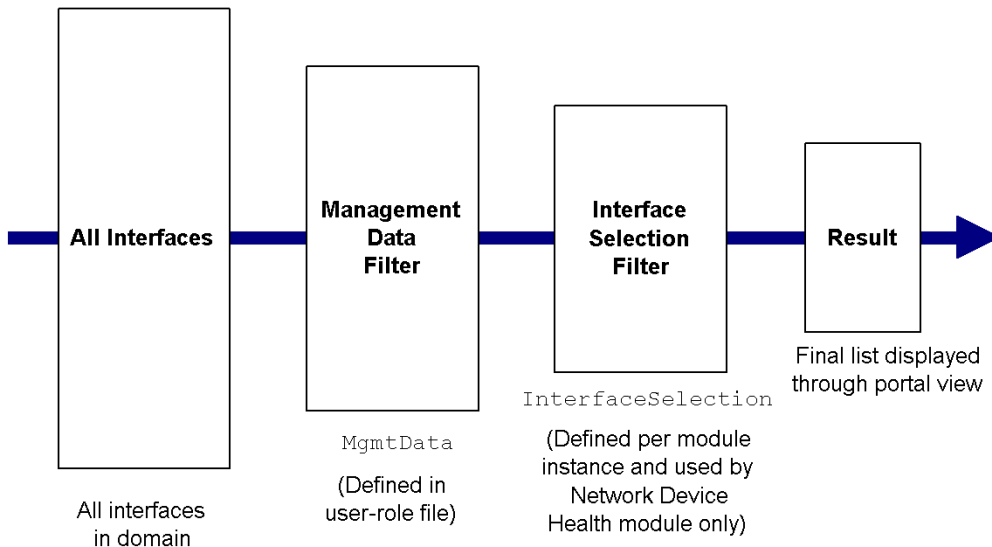 All Interfaces
All interfaces
in domain
Management
Data
Filter
MgmtData
(Defined in
user-role file)
Interface
Selection
Filter
InterfaceSelection
(Defined per module
instance and used by
Network Device
Health module only)
Result
Final list displayed
through portal view